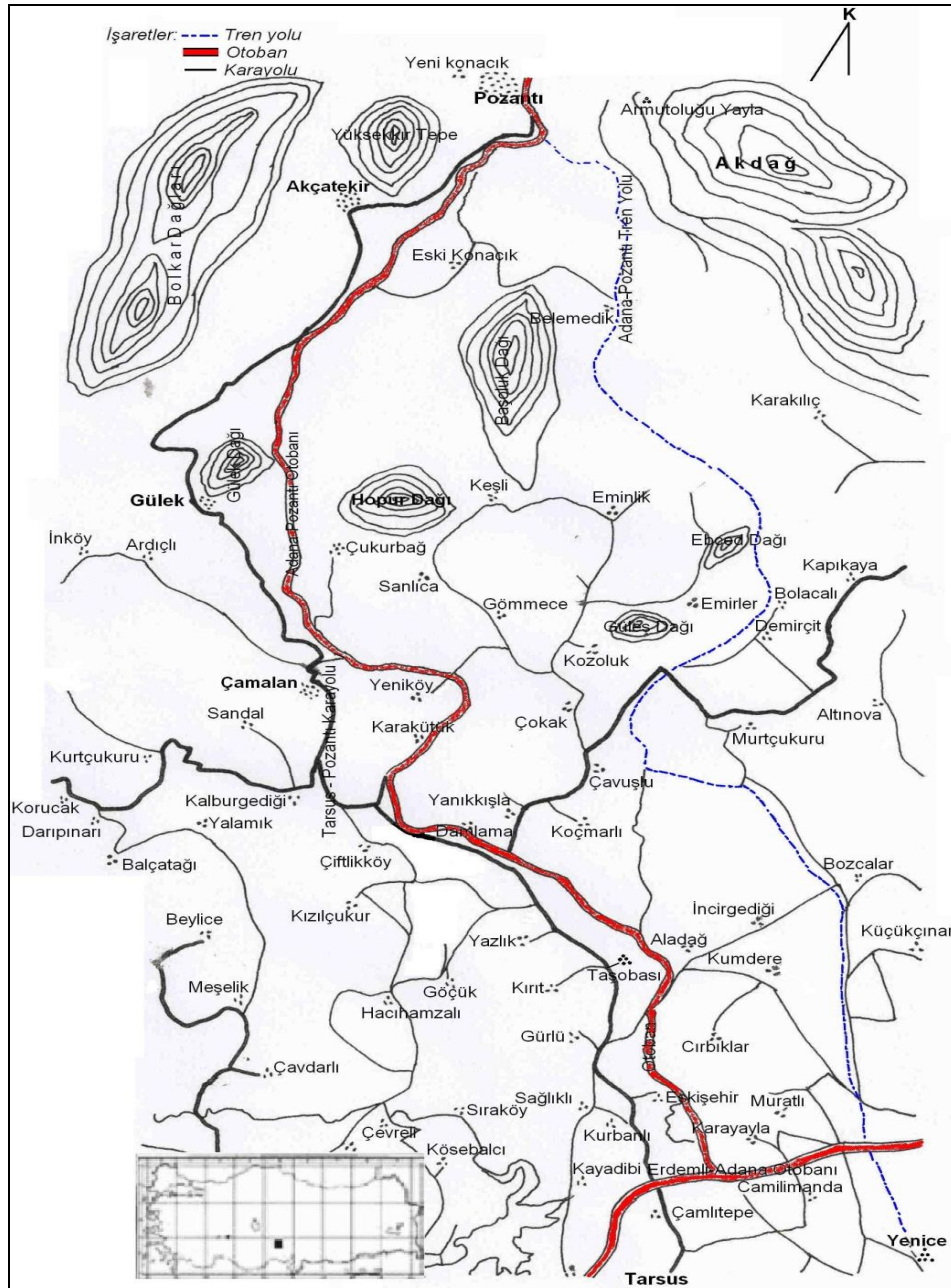 K
İşaretler: Tren yolu
Otoban
Karayolu
Yeni konacık
Pozantı
Armutoluğu Yayla
Yüksekkır Tepe
Akdağ
Akçatekir
Bolkar Dağları
Eski Konacık
Adana-Pozantı Tren Yolu
Belemedik
Başoluk Dağı
Karakılıç
Gülek Dağı
Gülek
Adana Pozantı Otobanı
Hopur Dağı
Keşli
Eminlik
İnköy
Ardıçlı
Çukurbağ
Ebced Dağı
Kapıkaya
Sanlıca
Bolacalı
Gömmece
Emirler
Demirçit
Güleş Dağı
Kozoluk
Çamalan
Yeniköy
Tarsus - Pozantı Karayolu
Sandal
Karakütük
Çokak
Altınova
Murtçukuru
Kurtçukuru
Çavuşlu
Korucak
Kalburgediği
Yanıkkışla
Darıpınarı
Yalamık
Damlama
Koçmarlı
Balçatağı
Çiftlikköy
Bozcalar
Kızılçukur
İncirgediği
Beylice
Yazlık
Aladağ
Küçükçınar
Kumdere
Taşobası
Meşelik
Göçük
Kırıt
Hacıhamzalı
Otoban
Gürlü
Cırbıklar
Çavdarlı
Eskişehir
Muratlı
Sıraköy
Sağlıklı
Çevreli
Kurbanlı
Karayayla
Kösebalcı
Kayadibi
Erdemli-Adana Otobanı
Camilimanda
Çamlıtepe
Yenice
Tarsus